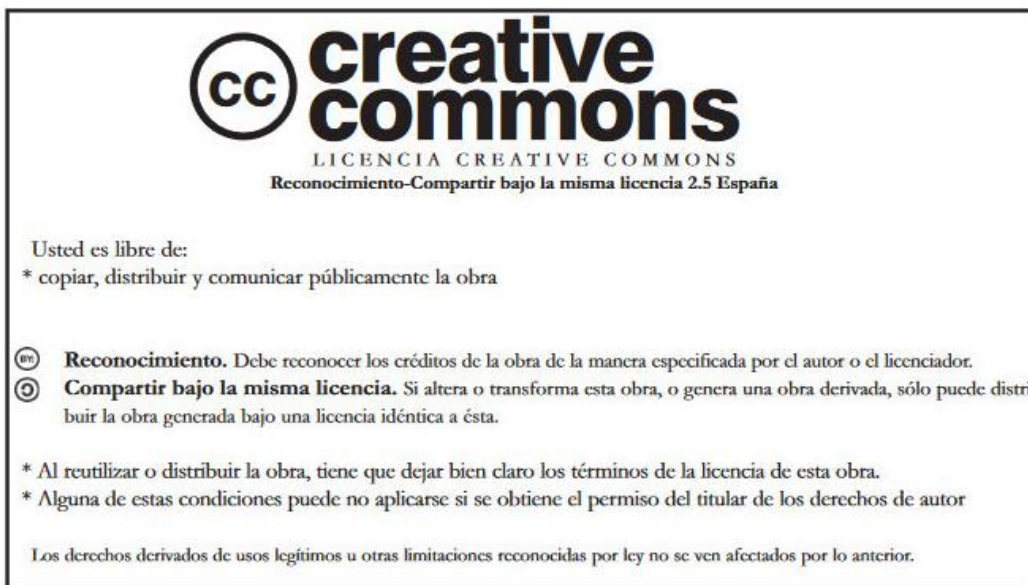 cc creative
commons
LICENCIA CREATIVE COMMONS
Reconocimiento-Compartir bajo la misma licencia 2.5 España
Usted es libre de:
* copiar, distribuir y comunicar públicamente la obra
BY: Reconocimiento. Debe reconocer los créditos de la obra de la manera especificada por el autor o el licenciador.
Compartir bajo la misma licencia. Si altera o transforma esta obra, o genera una obra derivada, sólo puede distri
buir la obra generada bajo una licencia idéntica a ésta.
* Al reutilizar o distribuir la obra, tiene que dejar bien claro los términos de la licencia de esta obra.
* Alguna de estas condiciones puede no aplicarse si se obtiene el permiso del titular de los derechos de autor
Los derechos derivados de usos legítimos u otras limitaciones reconocidas por ley no se ven afectados por lo anterior.